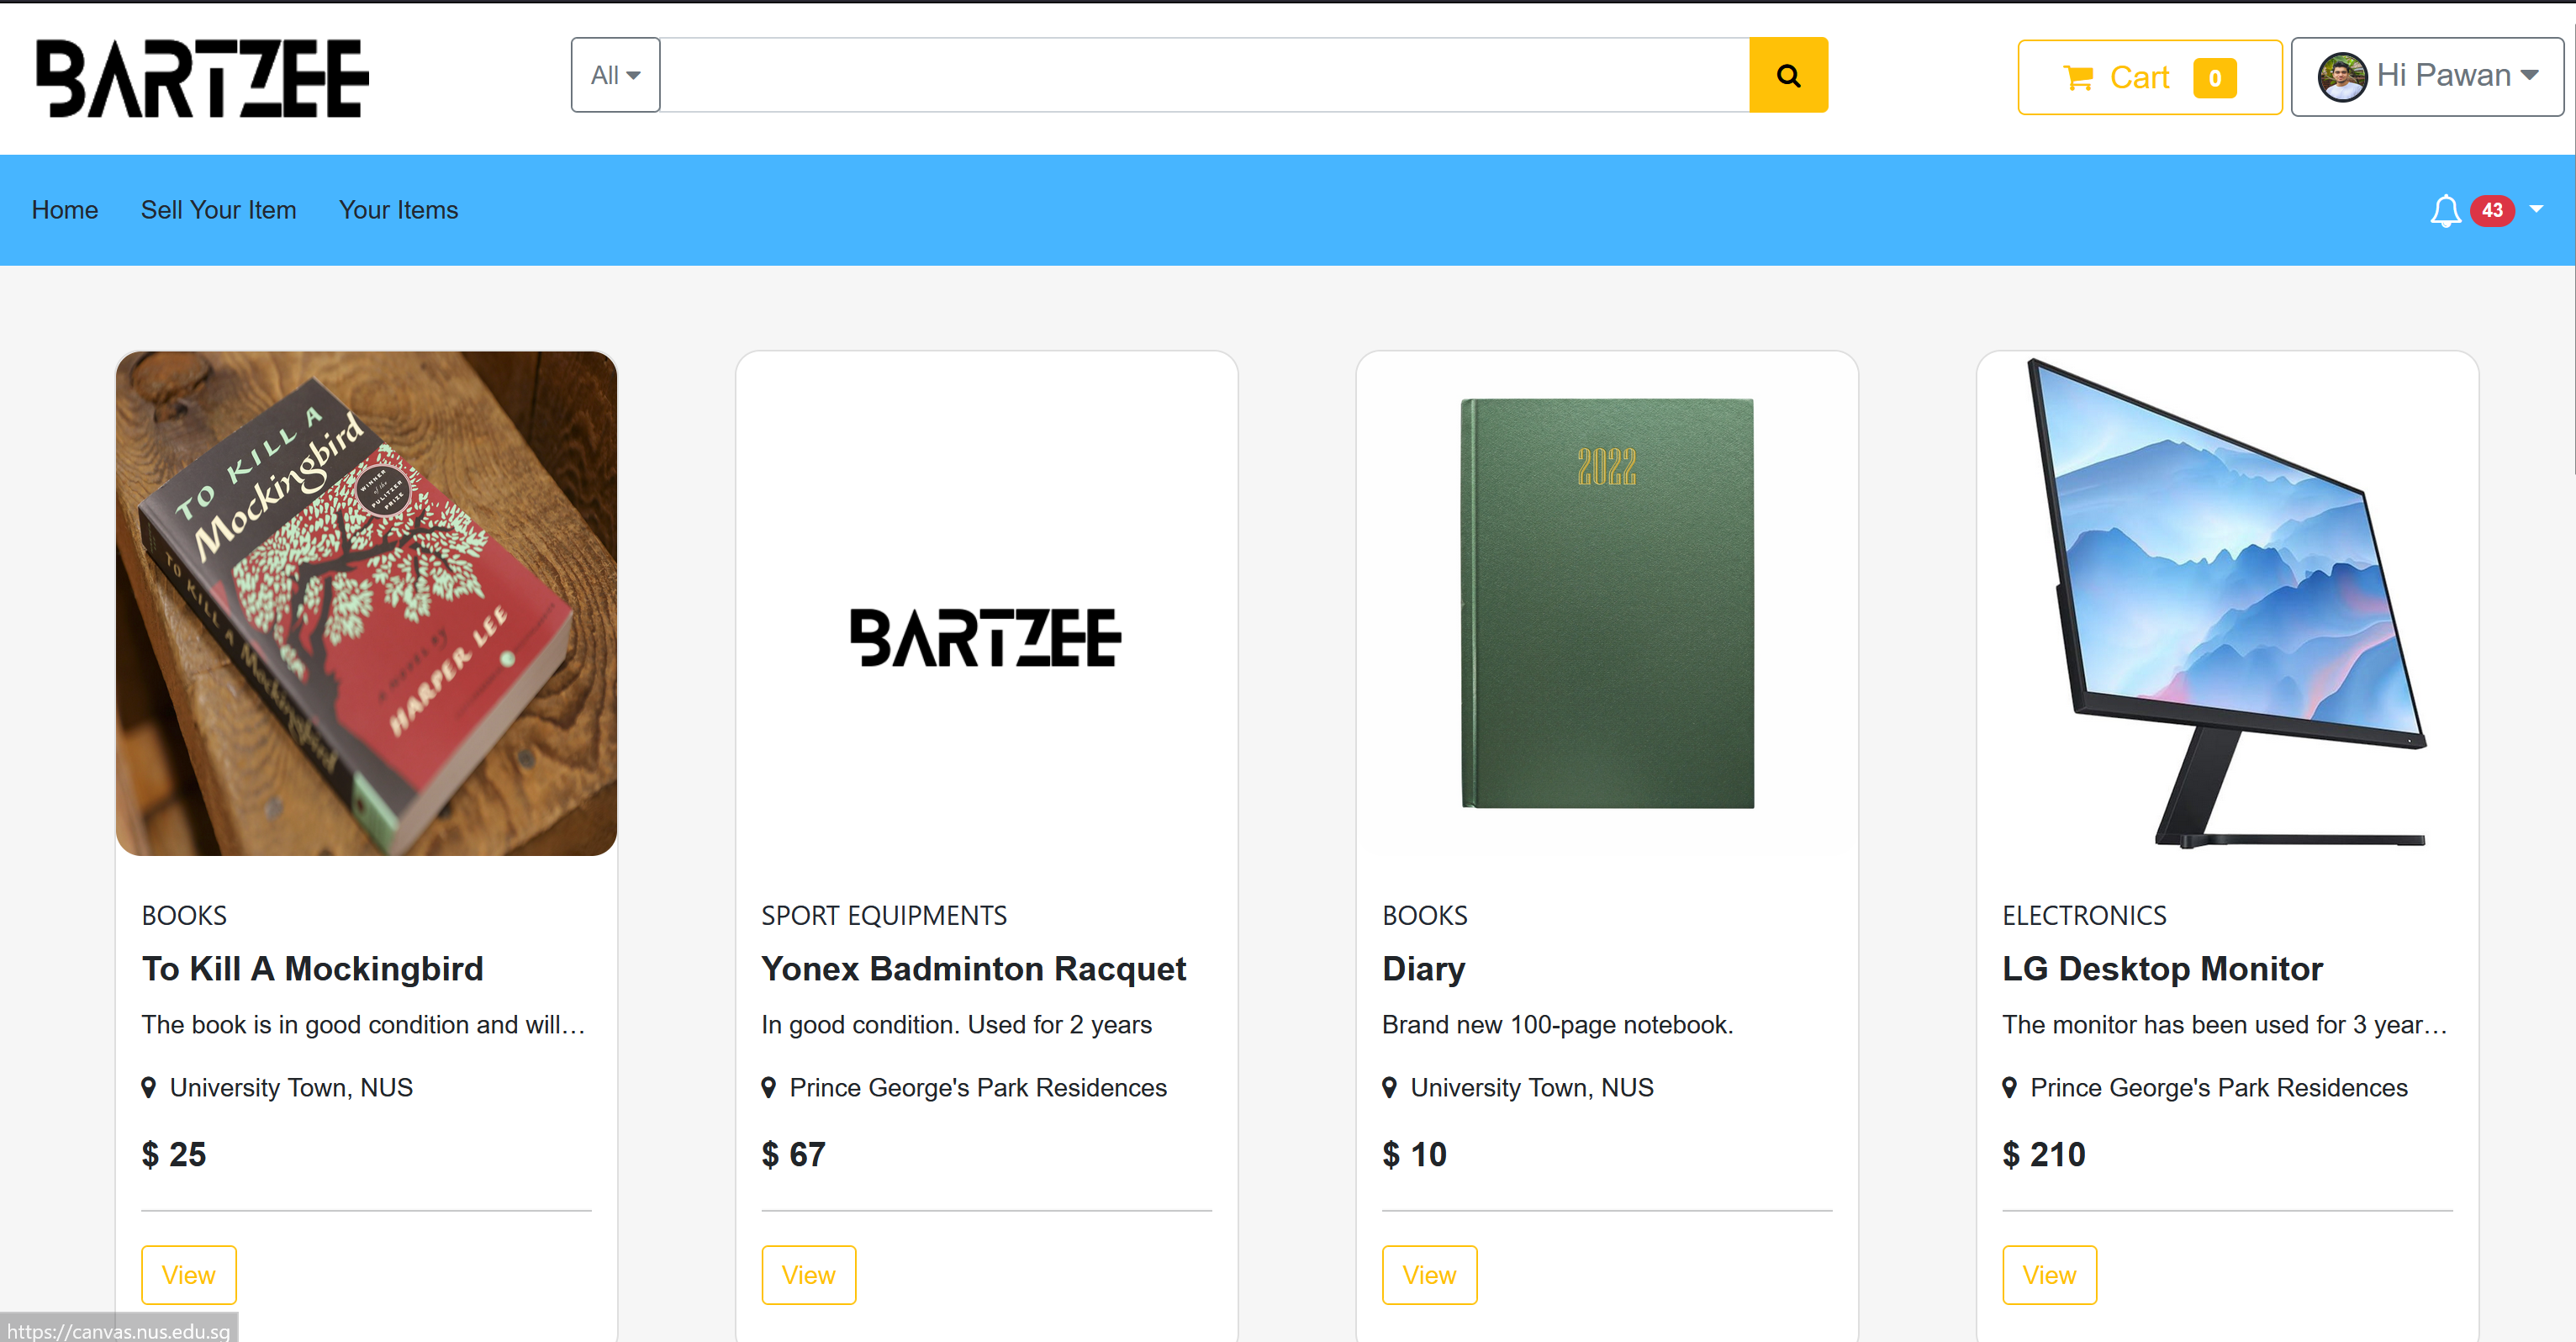 BARTZEE
All
Cart 0
Hi Pawan
Home Sell Your Item Your Items
43
TO KILL A
Mockingbird
WINNER
of the
PULITZER
PRIZE
TO KILL A Mockingbird
A NOVEL BY
HARPER LEE
BARTZEE
2022
BOOKS
To Kill A Mockingbird
The book is in good condition and will…
University Town, NUS
$ 25
View
SPORT EQUIPMENTS
Yonex Badminton Racquet
In good condition. Used for 2 years
Prince George's Park Residences
$ 67
View
BOOKS
Diary
Brand new 100-page notebook.
University Town, NUS
$ 10
View
ELECTRONICS
LG Desktop Monitor
The monitor has been used for 3 year…
Prince George's Park Residences
$ 210
View
https://canvas.nus.edu.sg